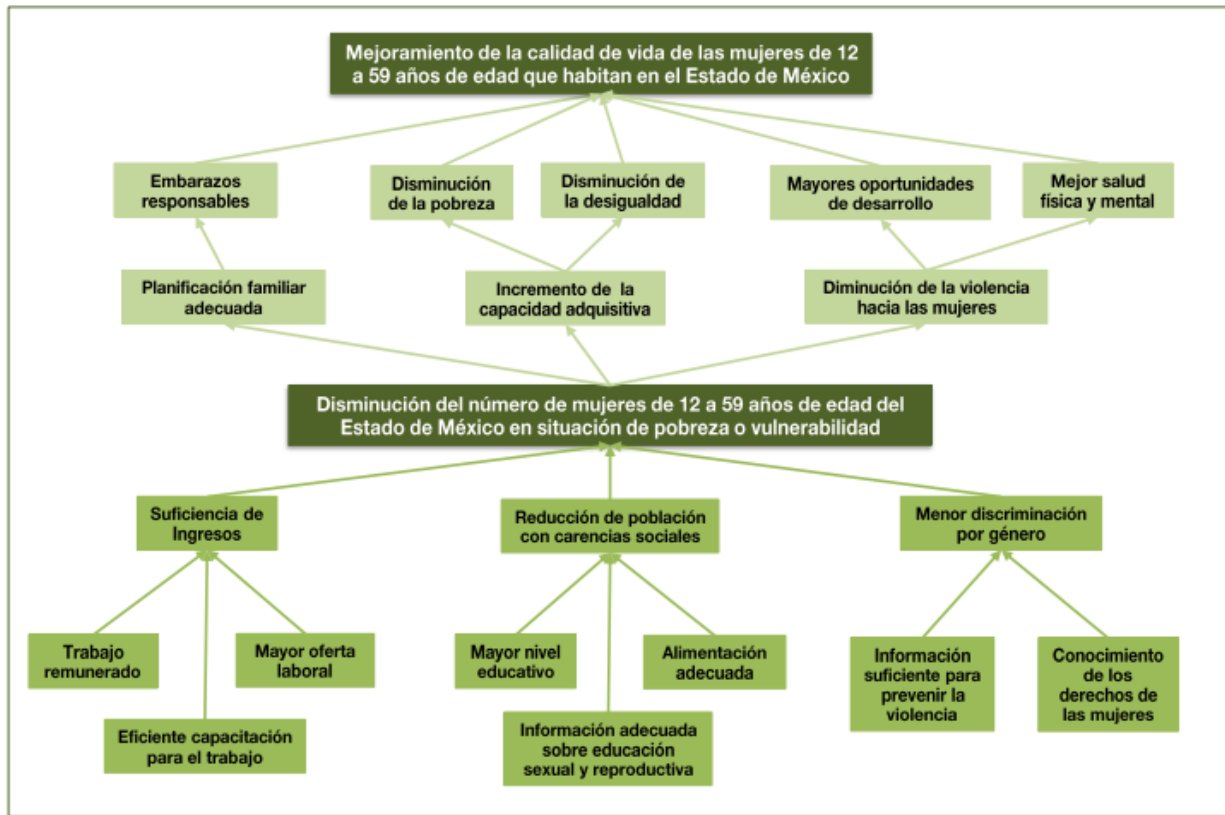 Mejoramiento de la calidad de vida de las mujeres de 12
a 59 años de edad que habitan en el Estado de México
Embarazos
responsables
Disminución
de la pobreza
Disminución de
la desigualdad
Mayores oportunidades
de desarrollo
Mejor salud
física y mental
Planificación familiar
adecuada
Incremento de la
capacidad adquisitiva
Diminución de la violencia
hacia las mujeres
Disminución del número de mujeres de 12 a 59 años de edad del
Estado de México en situación de pobreza o vulnerabilidad
Suficiencia de
Ingresos
Reducción de población
con carencias sociales
Menor discriminación
por género
Trabajo
remunerado
Mayor oferta
laboral
Mayor nivel
educativo
Alimentación
adecuada
Información
suficiente para
prevenir la
violencia
Conocimiento
de los
derechos de
las mujeres
Eficiente capacitación
para el trabajo
Información adecuada
sobre educación
sexual y reproductiva